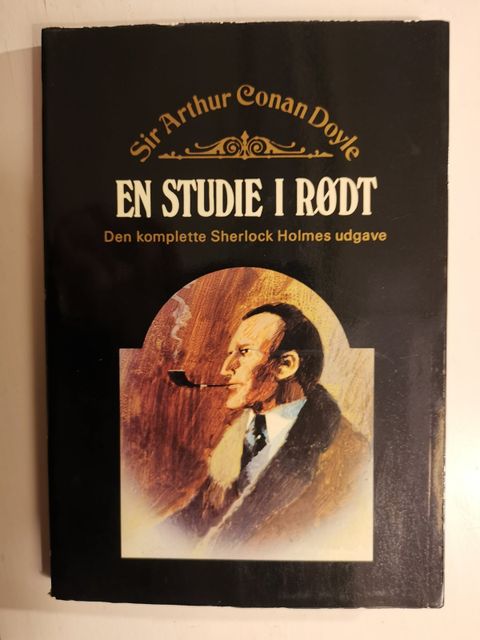 Sir Arthur Conan Doyle
EN STUDIE I RØDT
Den komplette Sherlock Holmes udgave